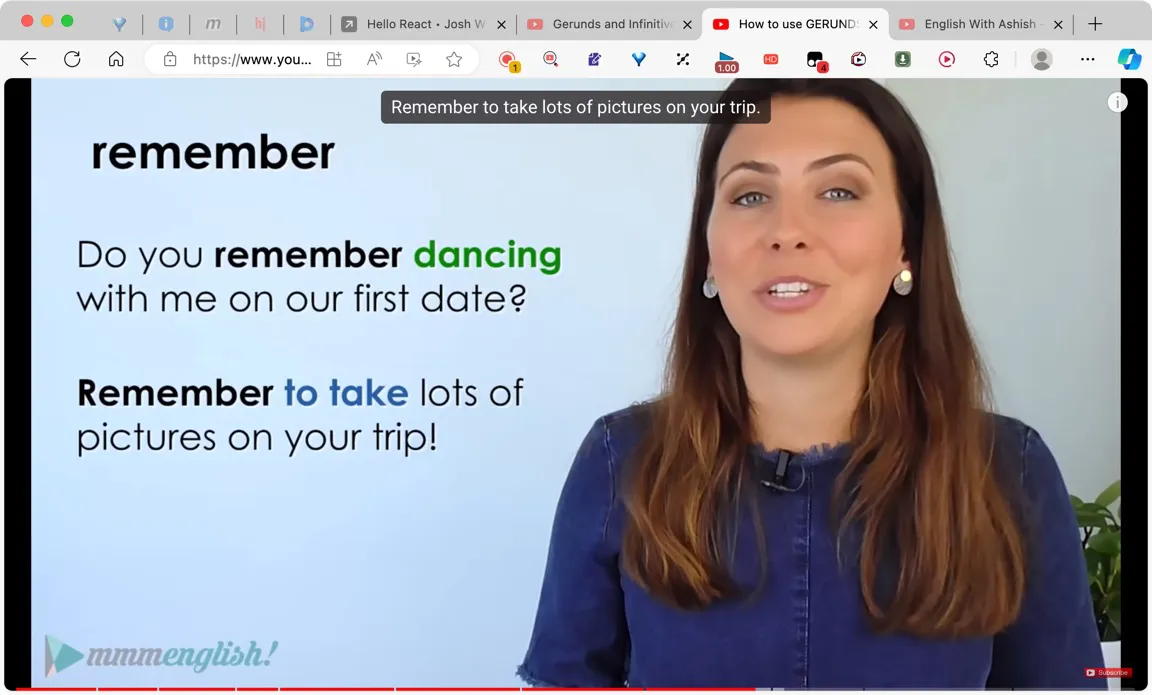 m
hj
Hello React • Josh W
Gerunds and Infinitive
How to use GERUNDS
English With Ashish -
https://www.you...
1
1.00
HD
4
Remember to take lots of pictures on your trip.
remember
Do you remember dancing
with me on our first date?
Remember to take lots of
pictures on your trip!
mmmenglish!
Subscribe